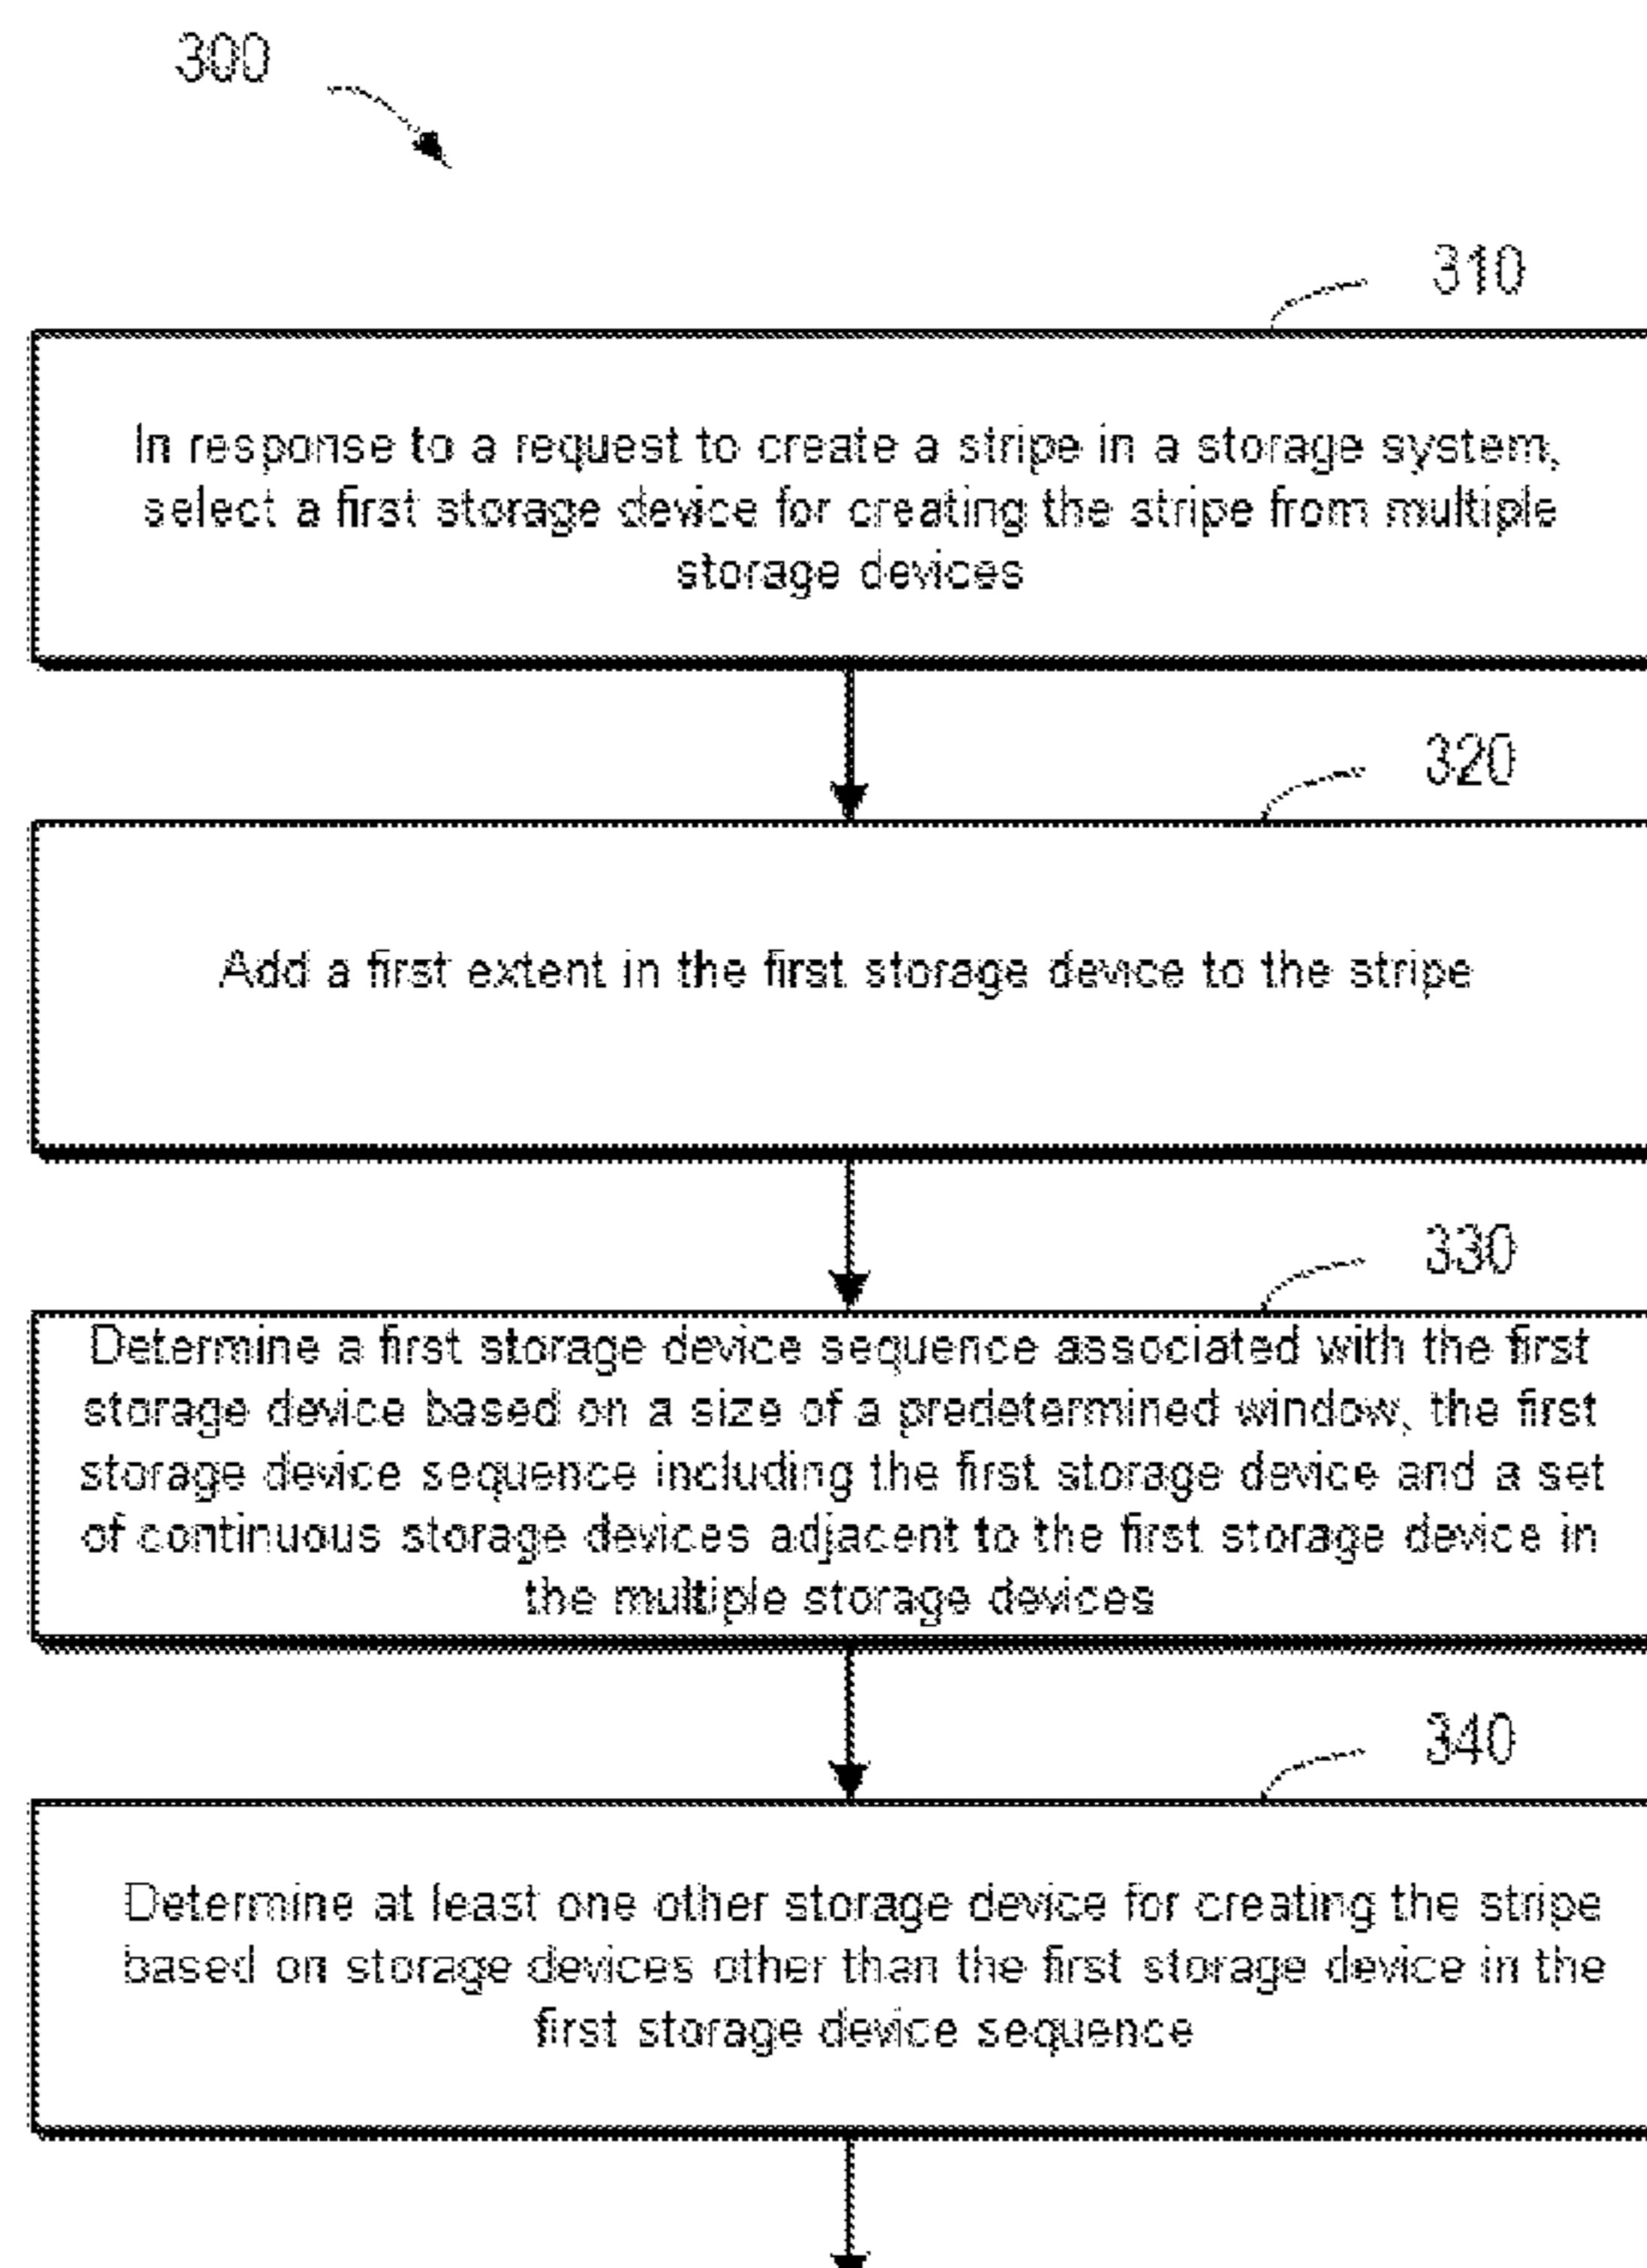 300
310
In response to a request to create a stripe in a storage system,
select a first storage device for creating the stripe from multiple
storage devices
320
Add a first extent in the first storage device to the stripe
330
Determine a first storage device sequence associated with the first
storage device based on a size of a predetermined window, the first
storage device sequence including the first storage device and a set
of continuous storage devices adjacent to the first storage device in
the multiple storage devices
340
Determine at least one other storage device for creating the stripe
based on storage devices other than the first storage device in the
first storage device sequence